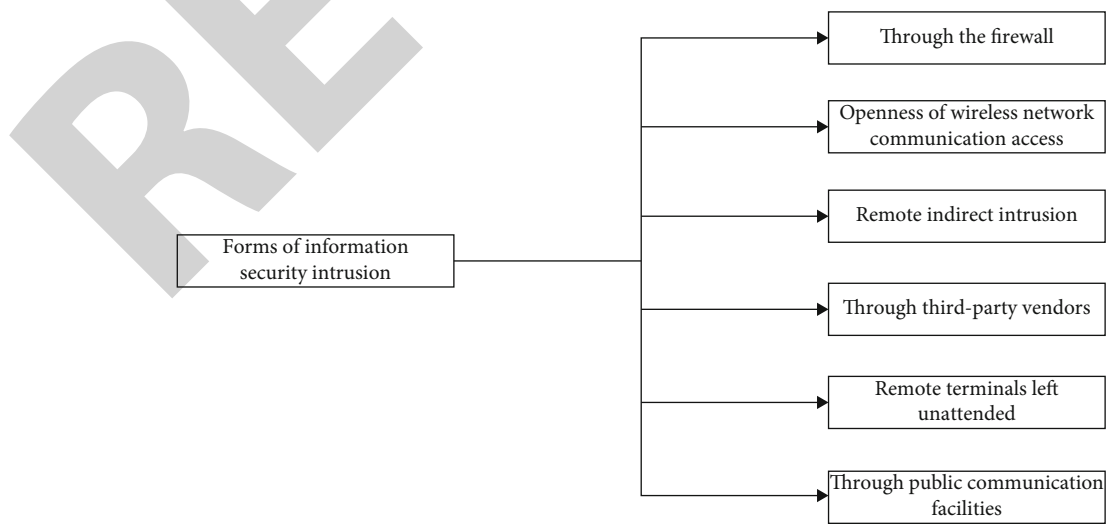 Through the firewall
Openness of wireless network
communication access
Remote indirect intrusion
Forms of information
security intrusion
Through third-party vendors
Remote terminals left
unattended
Through public communication
facilities
RE